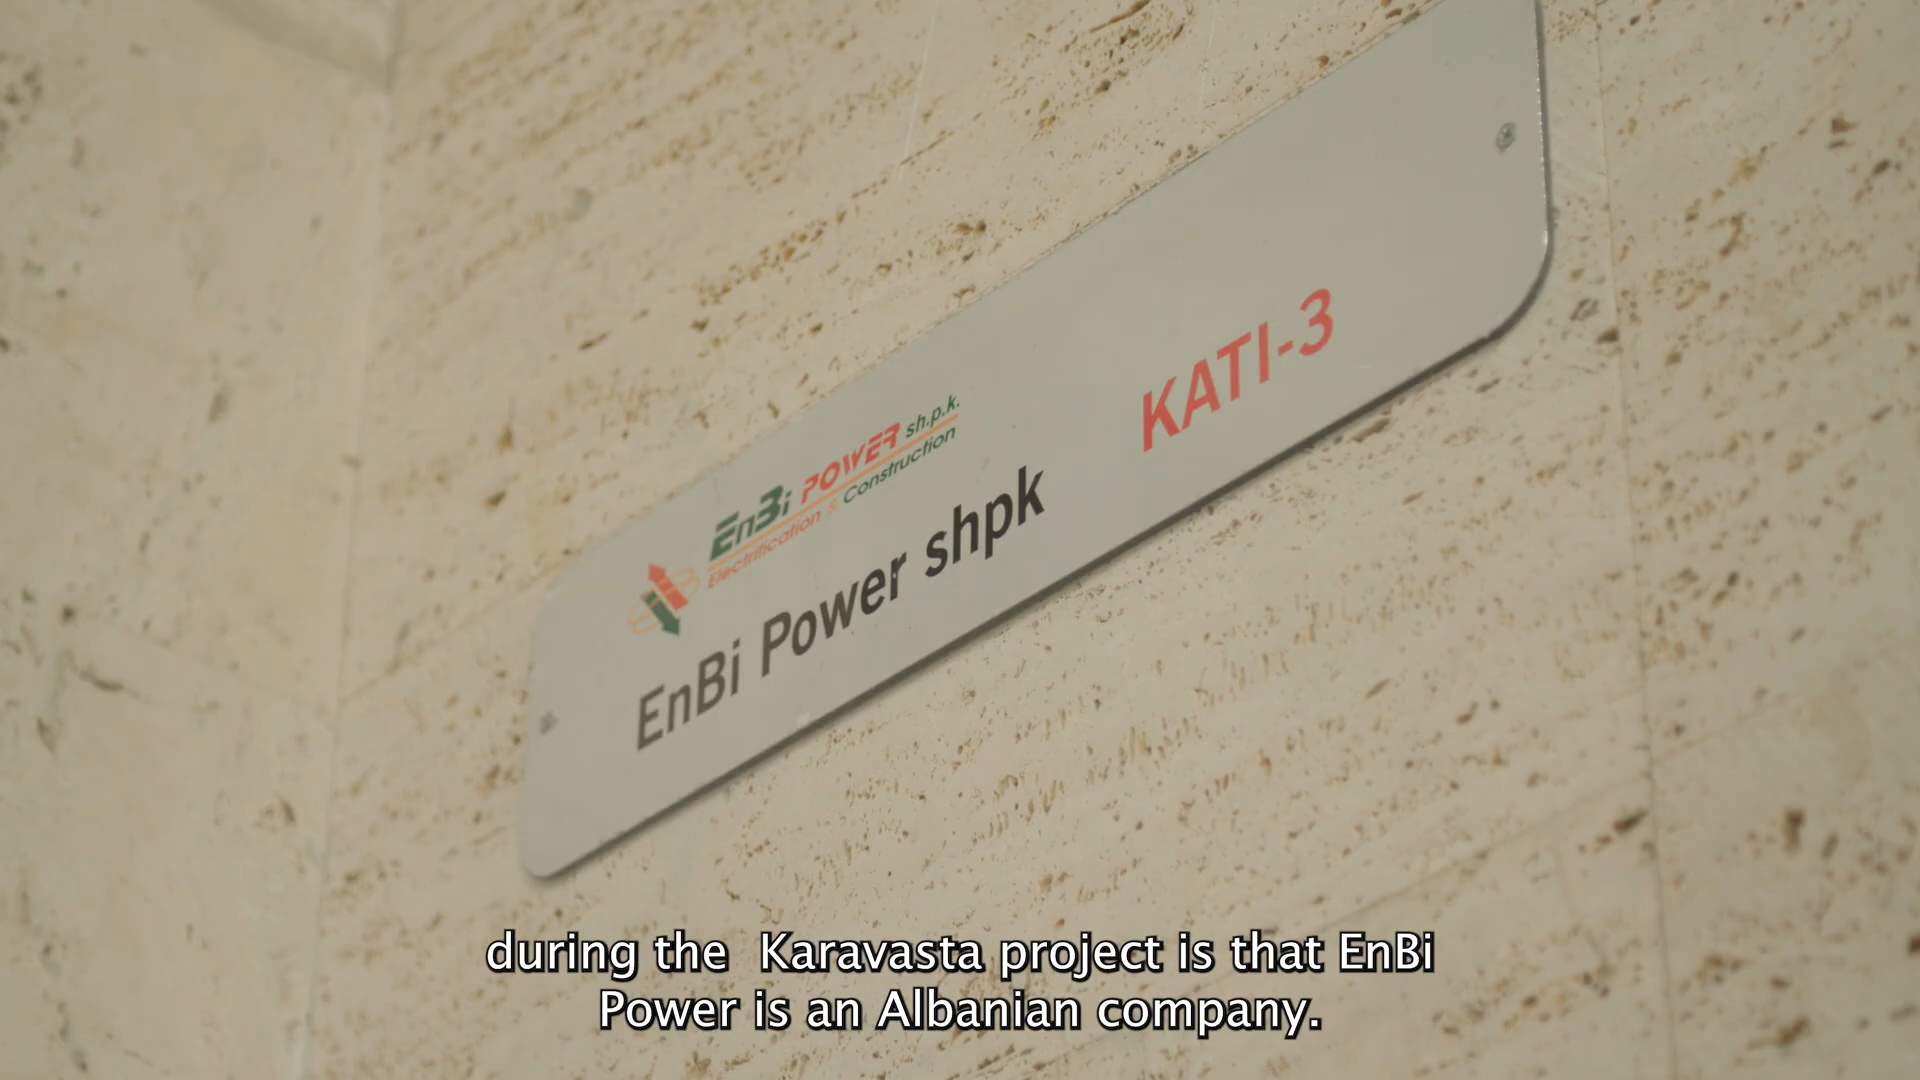 EnBi POWER sh.p.k.
Electrification & Construction
EnBi Power shpk
KATI-3
during the  Karavasta project is that EnBi
Power is an Albanian company.